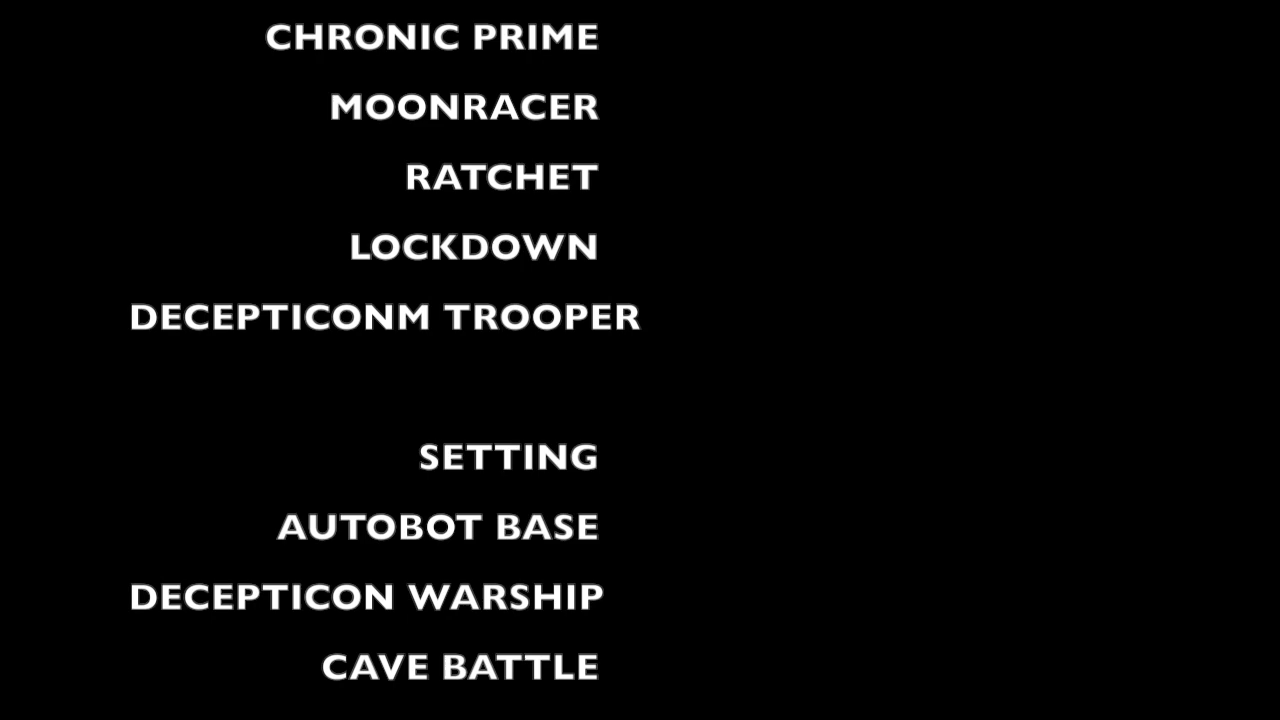 CHRONIC PRIME
MOONRACER
RATCHET
LOCKDOWN
DECEPTICONM TROOPER
SETTING
AUTOBOT BASE
DECEPTICON WARSHIP
CAVE BATTLE